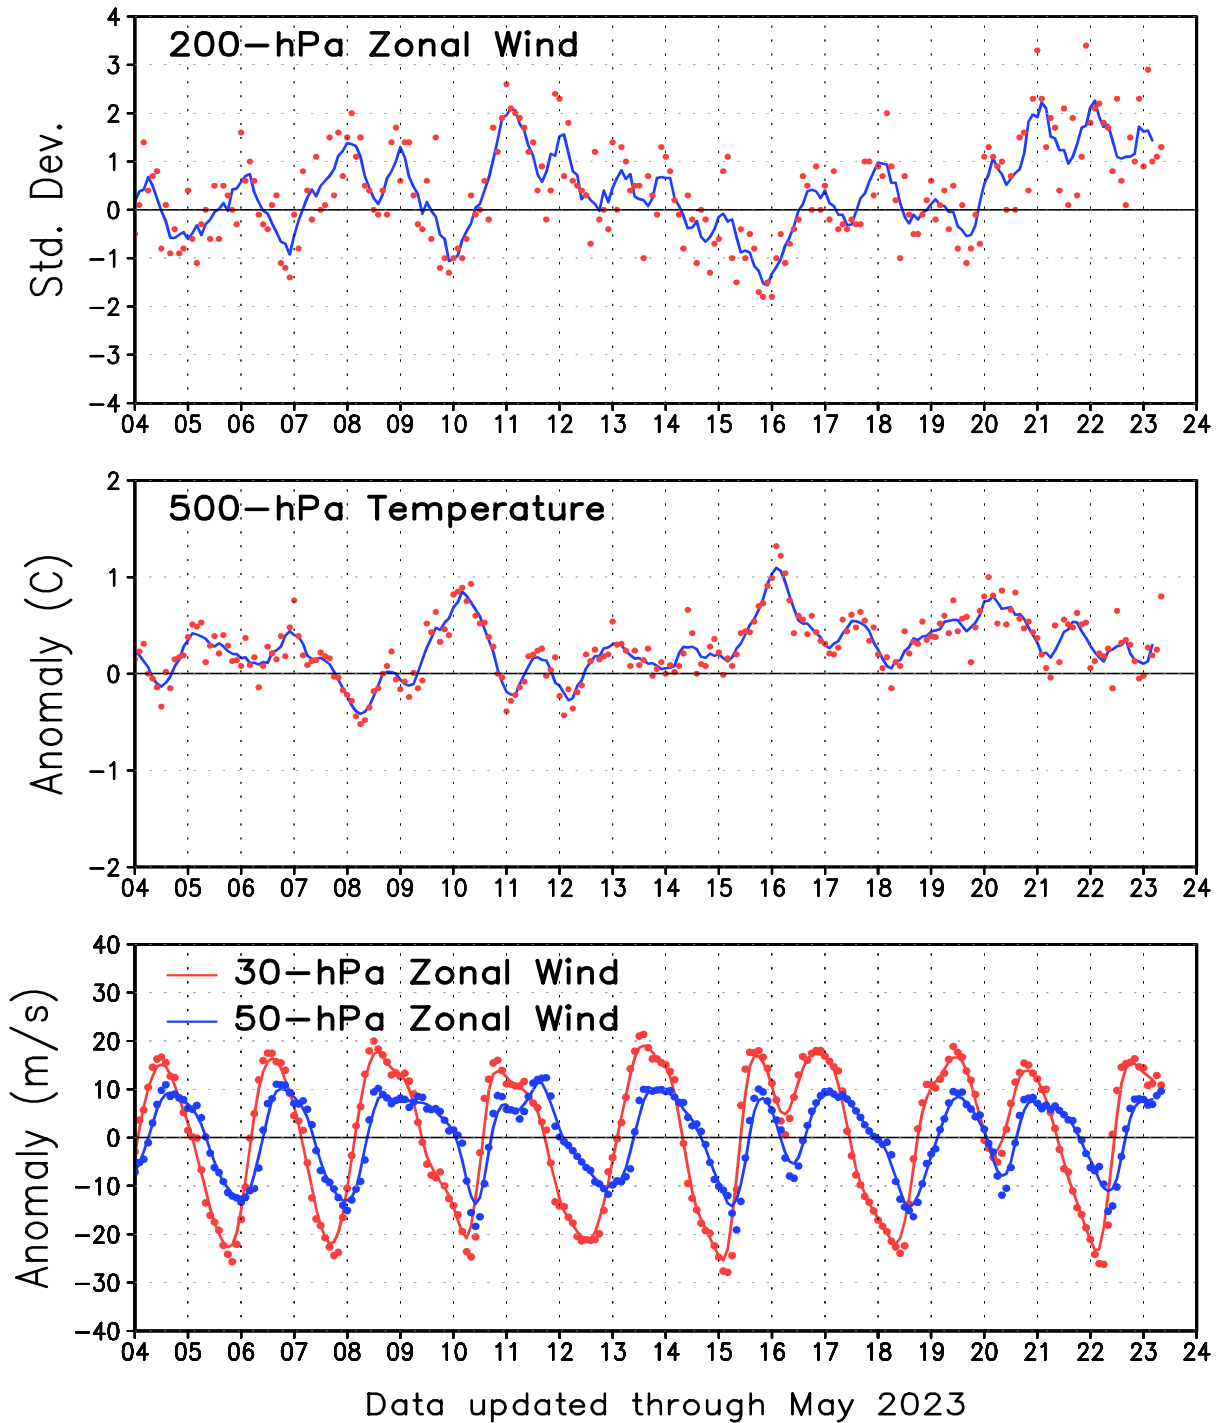 200-hPa Zonal Wind
Std. Dev.
4
3
2
1
0
-1
-2
-3
-4
04 05 06 07 08 09 10 11 12 13 14 15 16 17 18 19 20 21 22 23 24
500-hPa Temperature
Anomaly (C)
2
1
0
-1
-2
04 05 06 07 08 09 10 11 12 13 14 15 16 17 18 19 20 21 22 23 24
30-hPa Zonal Wind
50-hPa Zonal Wind
Anomaly (m/s)
40
30
20
10
0
-10
-20
-30
-40
04 05 06 07 08 09 10 11 12 13 14 15 16 17 18 19 20 21 22 23 24
Data updated through May 2023